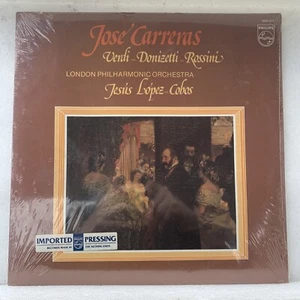 PHILIPS
José Carreras
Verdi-Donizetti-Rossini
LONDON PHILHARMONIC ORCHESTRA
Jesús López-Cobos
IMPORTED PRESSING